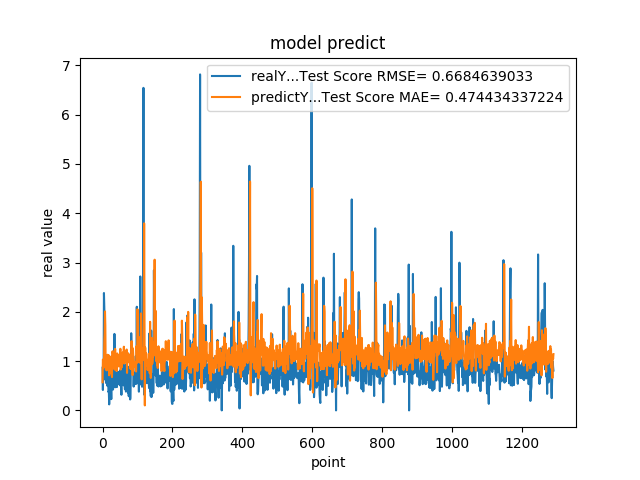 model predict
realY...Test Score RMSE= 0.6684639033
predictY...Test Score MAE= 0.474434337224
7
6
5
4
3
2
1
0
real value
0 200 400 600 800 1000 1200
point